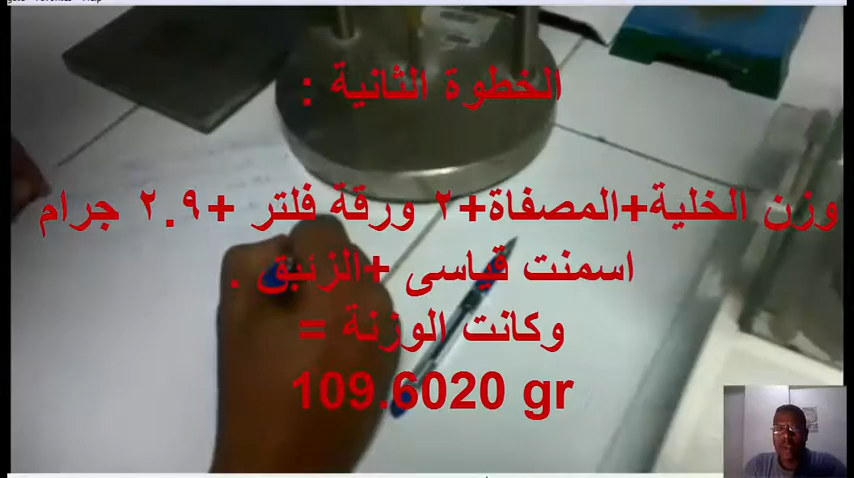 الخطوة الثانية :
وزن الخلية+المصفاة+٢ ورقة فلتر +٢.٩ جرام
اسمنت قياسى +الزئبق .
وكانت الوزنة =
109.6020 gr